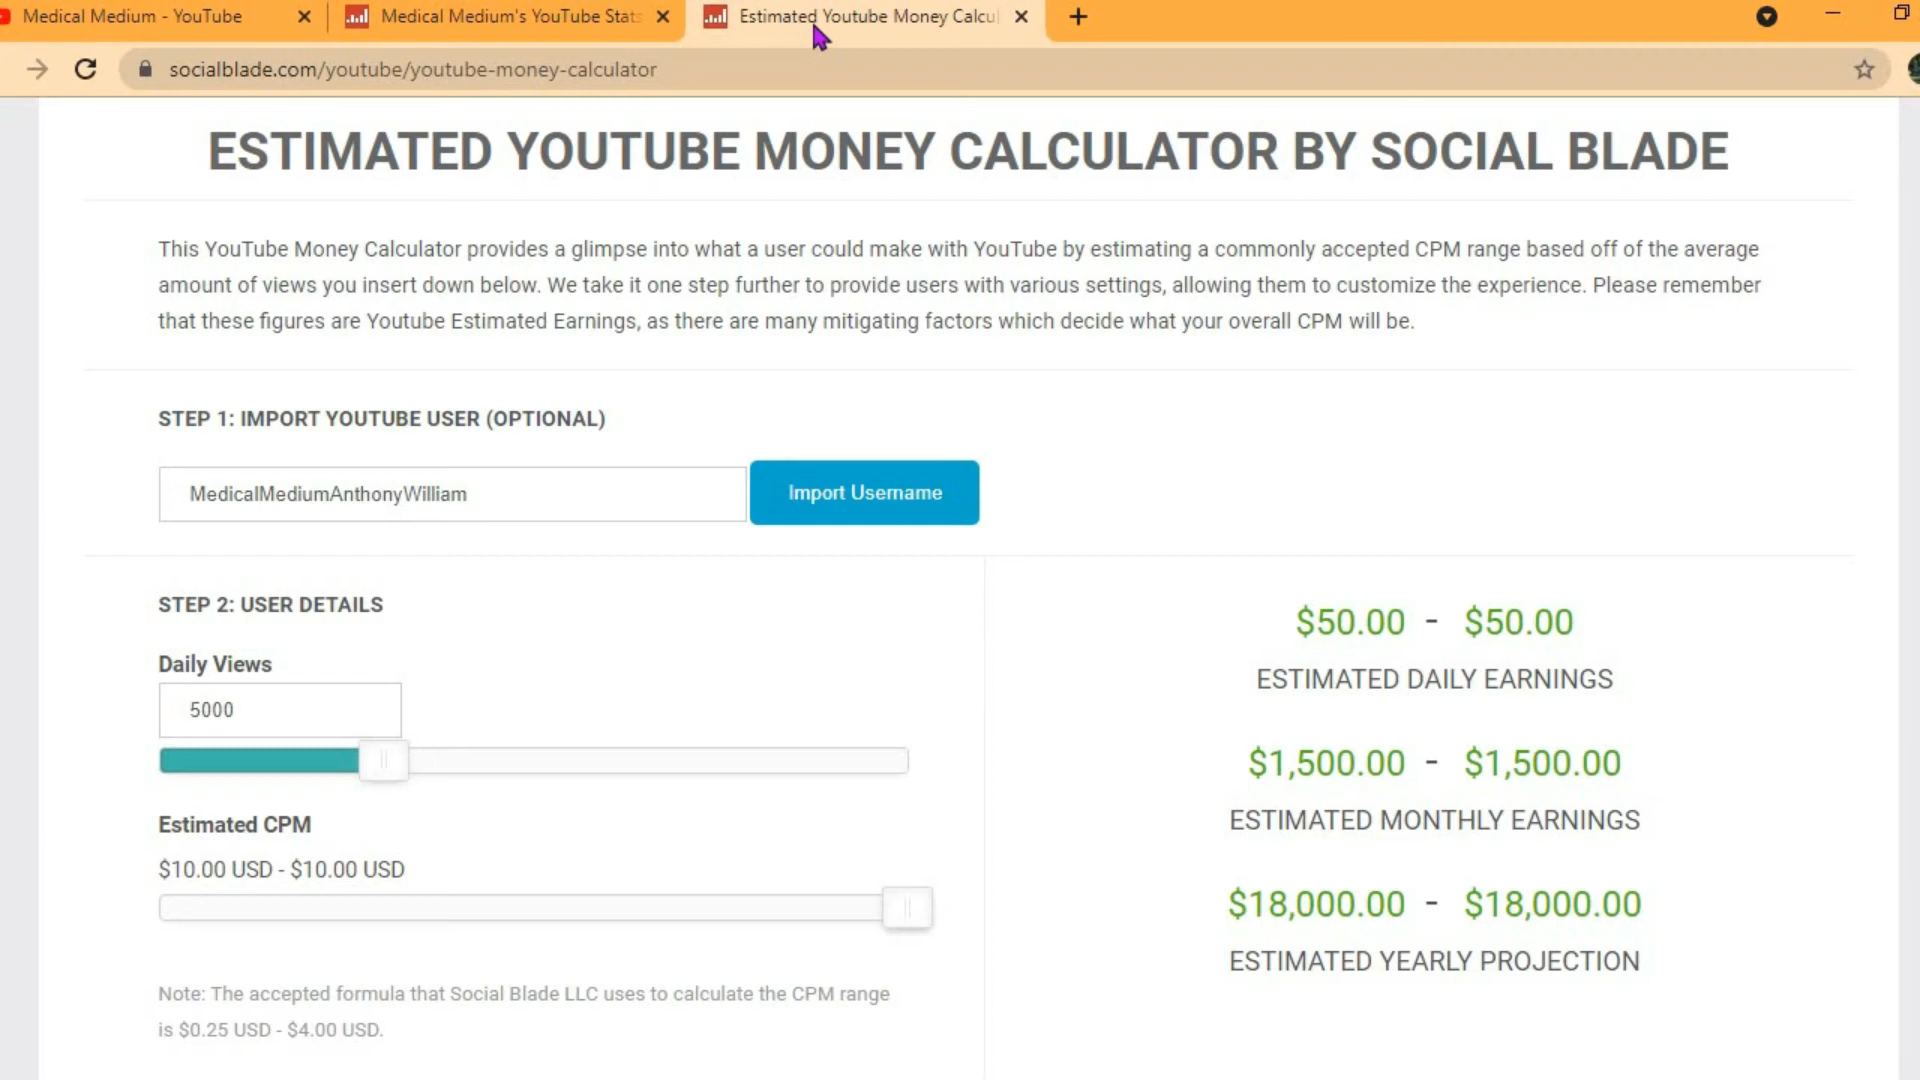 Medical Medium - YouTube
Medical Medium's YouTube Stats
Estimated Youtube Money Calcul
socialblade.com/youtube/youtube-money-calculator
ESTIMATED YOUTUBE MONEY CALCULATOR BY SOCIAL BLADE
This YouTube Money Calculator provides a glimpse into what a user could make with YouTube by estimating a commonly accepted CPM range based off of the average
amount of views you insert down below. We take it one step further to provide users with various settings, allowing them to customize the experience. Please remember
that these figures are Youtube Estimated Earnings, as there are many mitigating factors which decide what your overall CPM will be.
STEP 1: IMPORT YOUTUBE USER (OPTIONAL)
MedicalMediumAnthonyWilliam
Import Username
STEP 2: USER DETAILS
Daily Views
5000
Estimated CPM
$10.00 USD - $10.00 USD
Note: The accepted formula that Social Blade LLC uses to calculate the CPM range
is $0.25 USD - $4.00 USD.
$50.00 - $50.00
ESTIMATED DAILY EARNINGS
$1,500.00 - $1,500.00
ESTIMATED MONTHLY EARNINGS
$18,000.00 - $18,000.00
ESTIMATED YEARLY PROJECTION